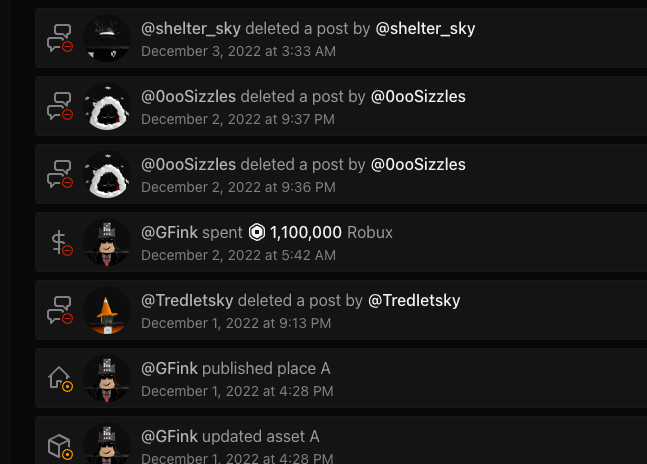 @shelter_sky deleted a post by @shelter_sky
December 3, 2022 at 3:33 AM
@0ooSizzles deleted a post by @0ooSizzles
December 2, 2022 at 9:37 PM
@0ooSizzles deleted a post by @0ooSizzles
December 2, 2022 at 9:36 PM
@GFink spent 1,100,000 Robux
December 2, 2022 at 5:42 AM
@Tredletsky deleted a post by @Tredletsky
December 1, 2022 at 9:13 PM
@GFink published place A
December 1, 2022 at 4:28 PM
@GFink updated asset A
December 1, 2022 at 4:28 PM